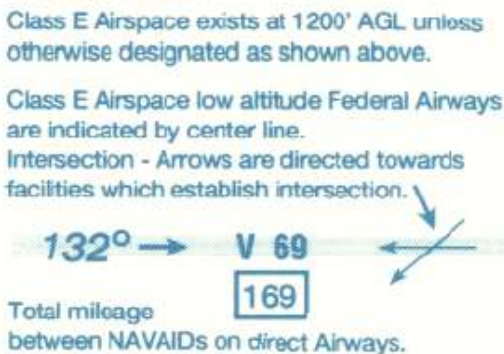 Class E Airspace exists at 1200' AGL unless
otherwise designated as shown above.
Class E Airspace low altitude Federal Airways
are indicated by center line.
Intersection - Arrows are directed towards
facilities which establish intersection.
132° V 69
169
Total mileage
between NAVAIDs on direct Airways.